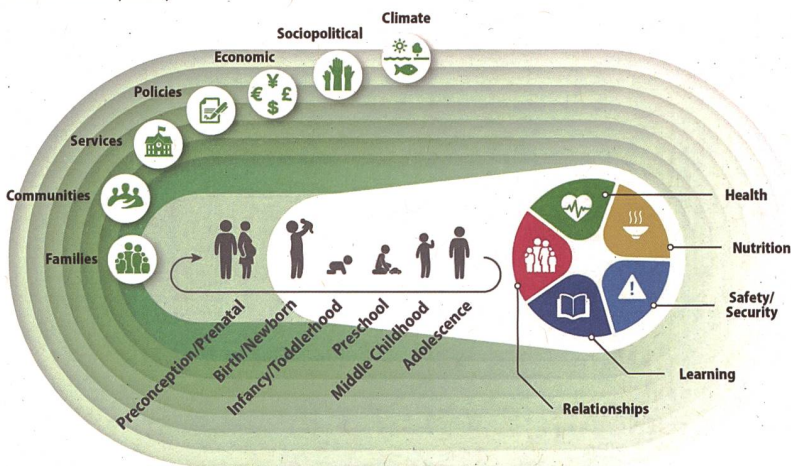 Climate
Sociopolitical
Economic
¥
€ £
$
Policies
Services
Communities
Families
Health
Nutrition
Safety/
Security
Learning
Relationships
Preconception/Prenatal
Birth/Newborn
Infancy/Toddlerhood
Preschool
Middle Childhood
Adolescence